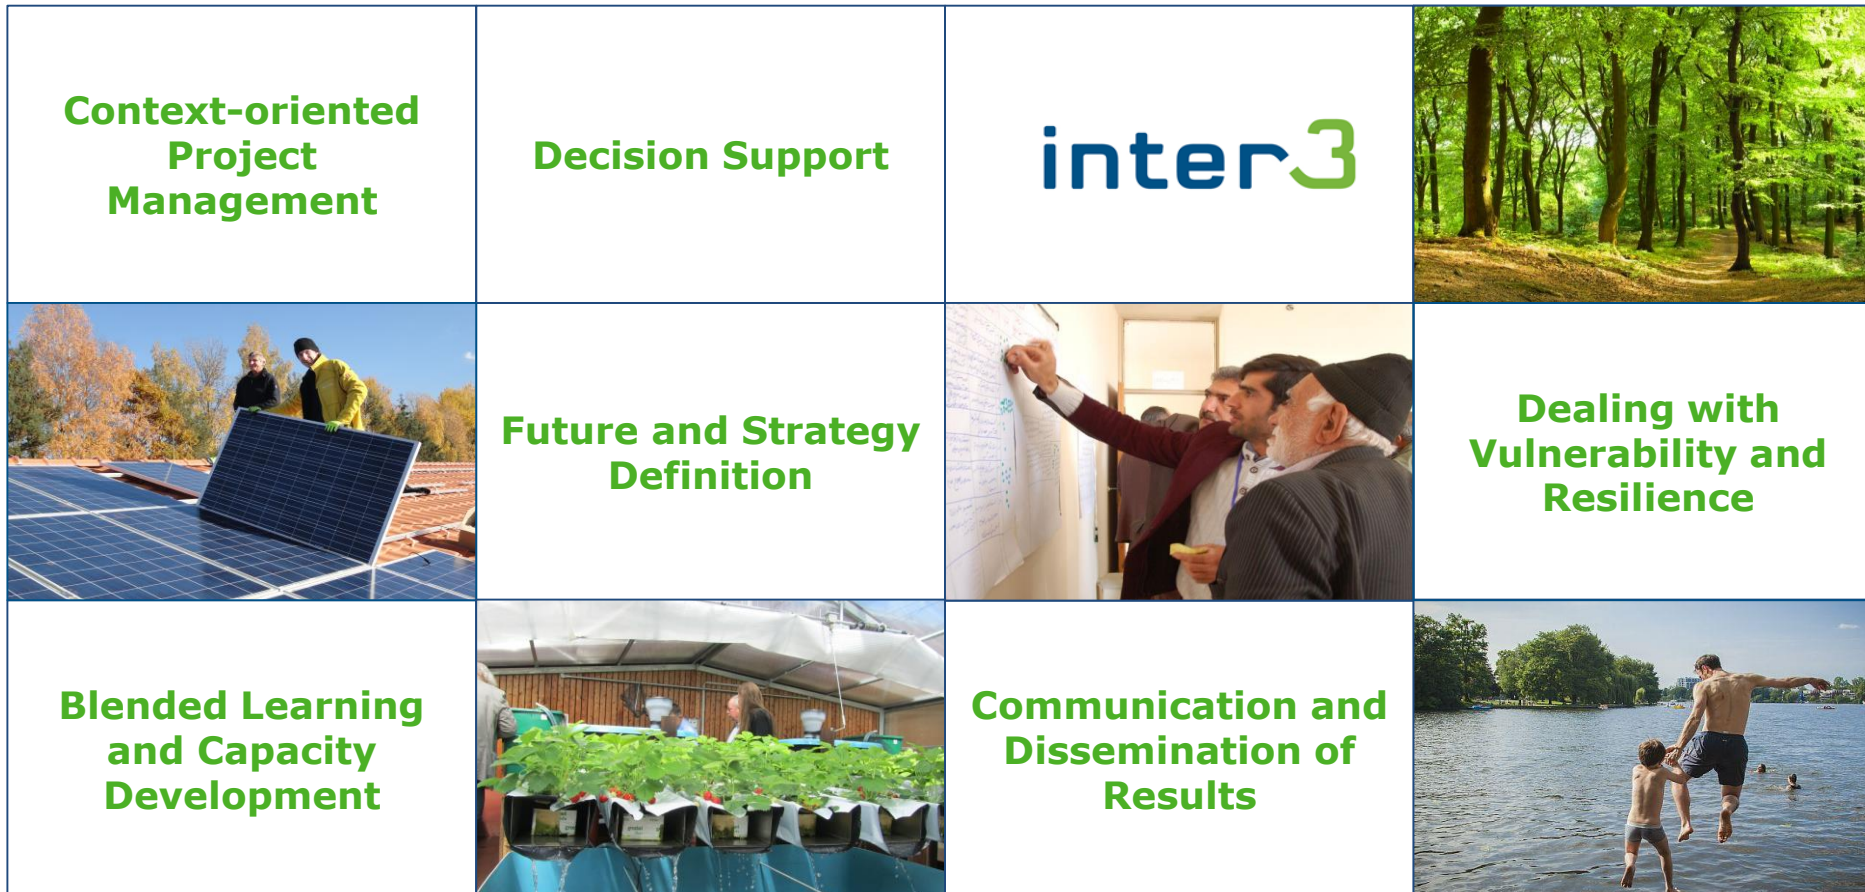 Context-oriented
Project
Management
Decision Support
inter3
Future and Strategy
Definition
Dealing with
Vulnerability and
Resilience
Blended Learning
and Capacity
Development
Communication and
Dissemination of
Results